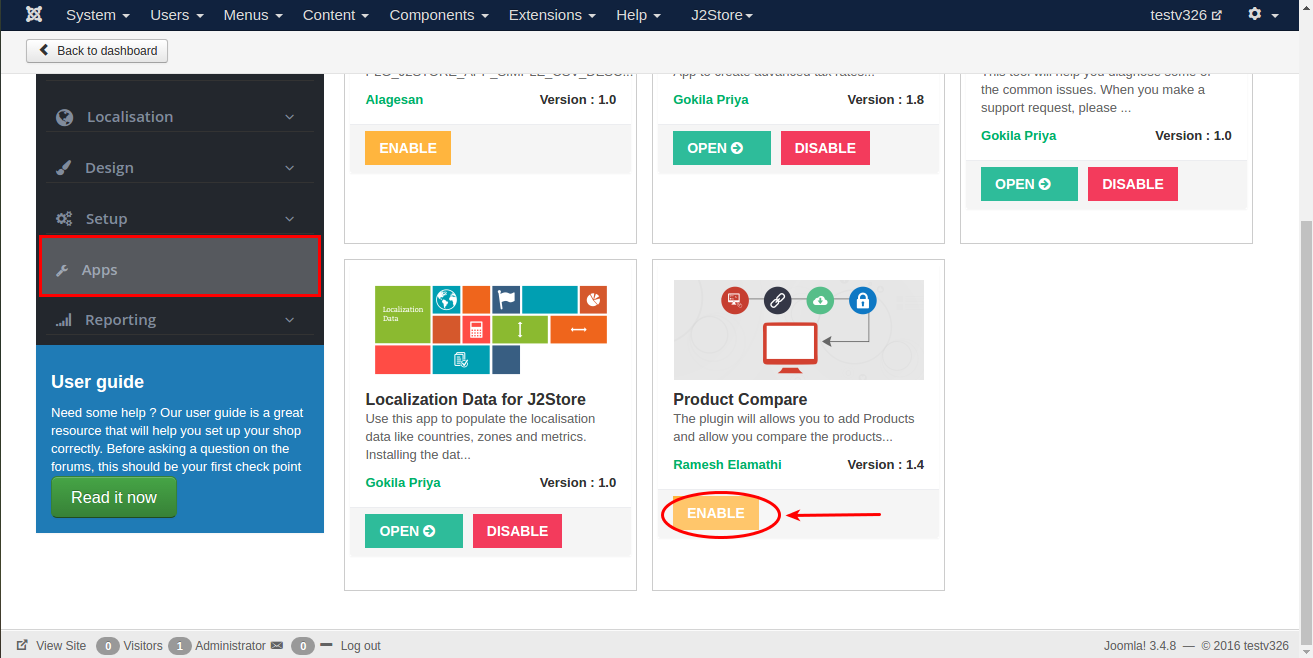 System Users Menus Content Components Extensions Help J2Store testv326
Back to dashboard
Localisation
Design
Setup
Apps
Reporting
User guide
Need some help ? Our user guide is a great
resource that will help you set up your shop
correctly. Before asking a question on the
forums, this should be your first check point
Read it now
Alagesan Version : 1.0
ENABLE
App to create advanced tax rates...
Gokila Priya Version : 1.8
OPEN DISABLE
This tool will help you diagnose some of
the common issues. When you make a
support request, please ...
Gokila Priya Version : 1.0
OPEN DISABLE
Localization
Data
Localization Data for J2Store
Use this app to populate the localisation
data like countries, zones and metrics.
Installing the dat...
Gokila Priya Version : 1.0
OPEN DISABLE
Product Compare
The plugin will allows you to add Products
and allow you compare the products...
Ramesh Elamathi Version : 1.4
ENABLE
View Site 0 Visitors 1 Administrator 0 Log out
Joomla! 3.4.8 — © 2016 testv326